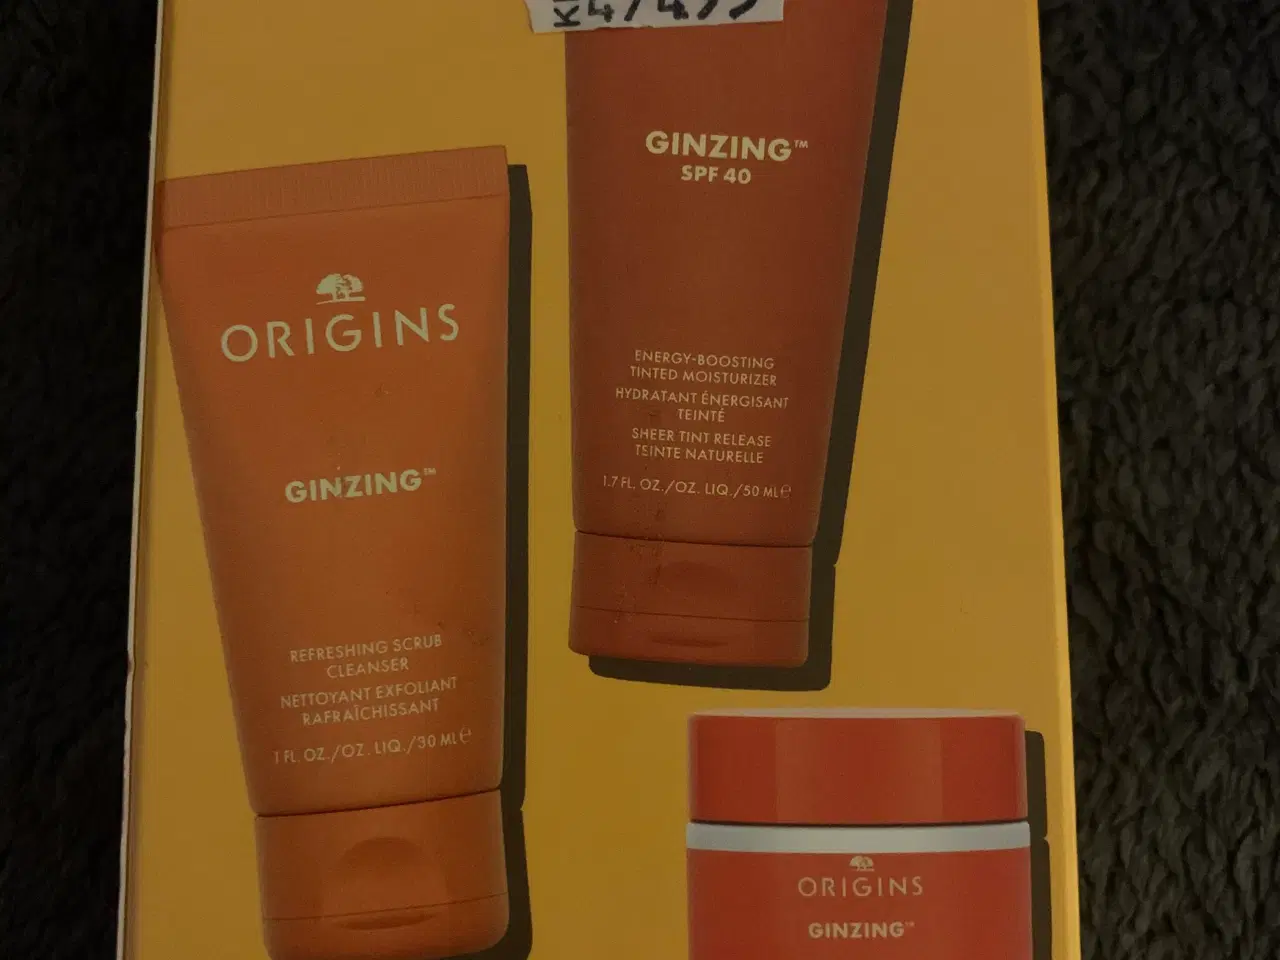 GINZING™
SPF 40
ENERGY-BOOSTING
TINTED MOISTURIZER
HYDRATANT ÉNERGISANT
TEINTÉ
SHEER TINT RELEASE
TEINTE NATURELLE
1.7 FL. OZ./OZ. LIQ./50 ML℮
ORIGINS
GINZING™
REFRESHING SCRUB
CLEANSER
NETTOYANT EXFOLIANT
RAFRAÎCHISSANT
1 FL. OZ./OZ. LIQ./30 ML℮
ORIGINS
GINZING™